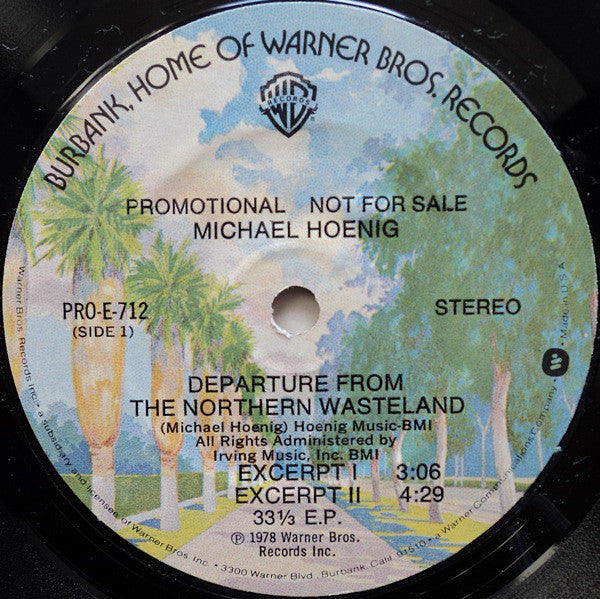 BURBANK, HOME OF WARNER BROS. RECORDS
WB
RECORDS
®
PROMOTIONAL NOT FOR SALE
MICHAEL HOENIG
PRO-E-712
(SIDE 1)
STEREO
DEPARTURE FROM
THE NORTHERN WASTELAND
(Michael Hoenig) Hoenig Music-BMI
All Rights Administered by
Irving Music, Inc. BMI
EXCERPT I 3:06
EXCERPT II 4:29
33⅓ E.P.
℗ 1978 Warner Bros.
Records Inc.
Warner Bros. Records Inc. • a subsidiary and licensee of Warner Bros. Inc. • 3300 Warner Blvd., Burbank, Calif. 91510 • a Warner Communications Company • Made in U.S.A.